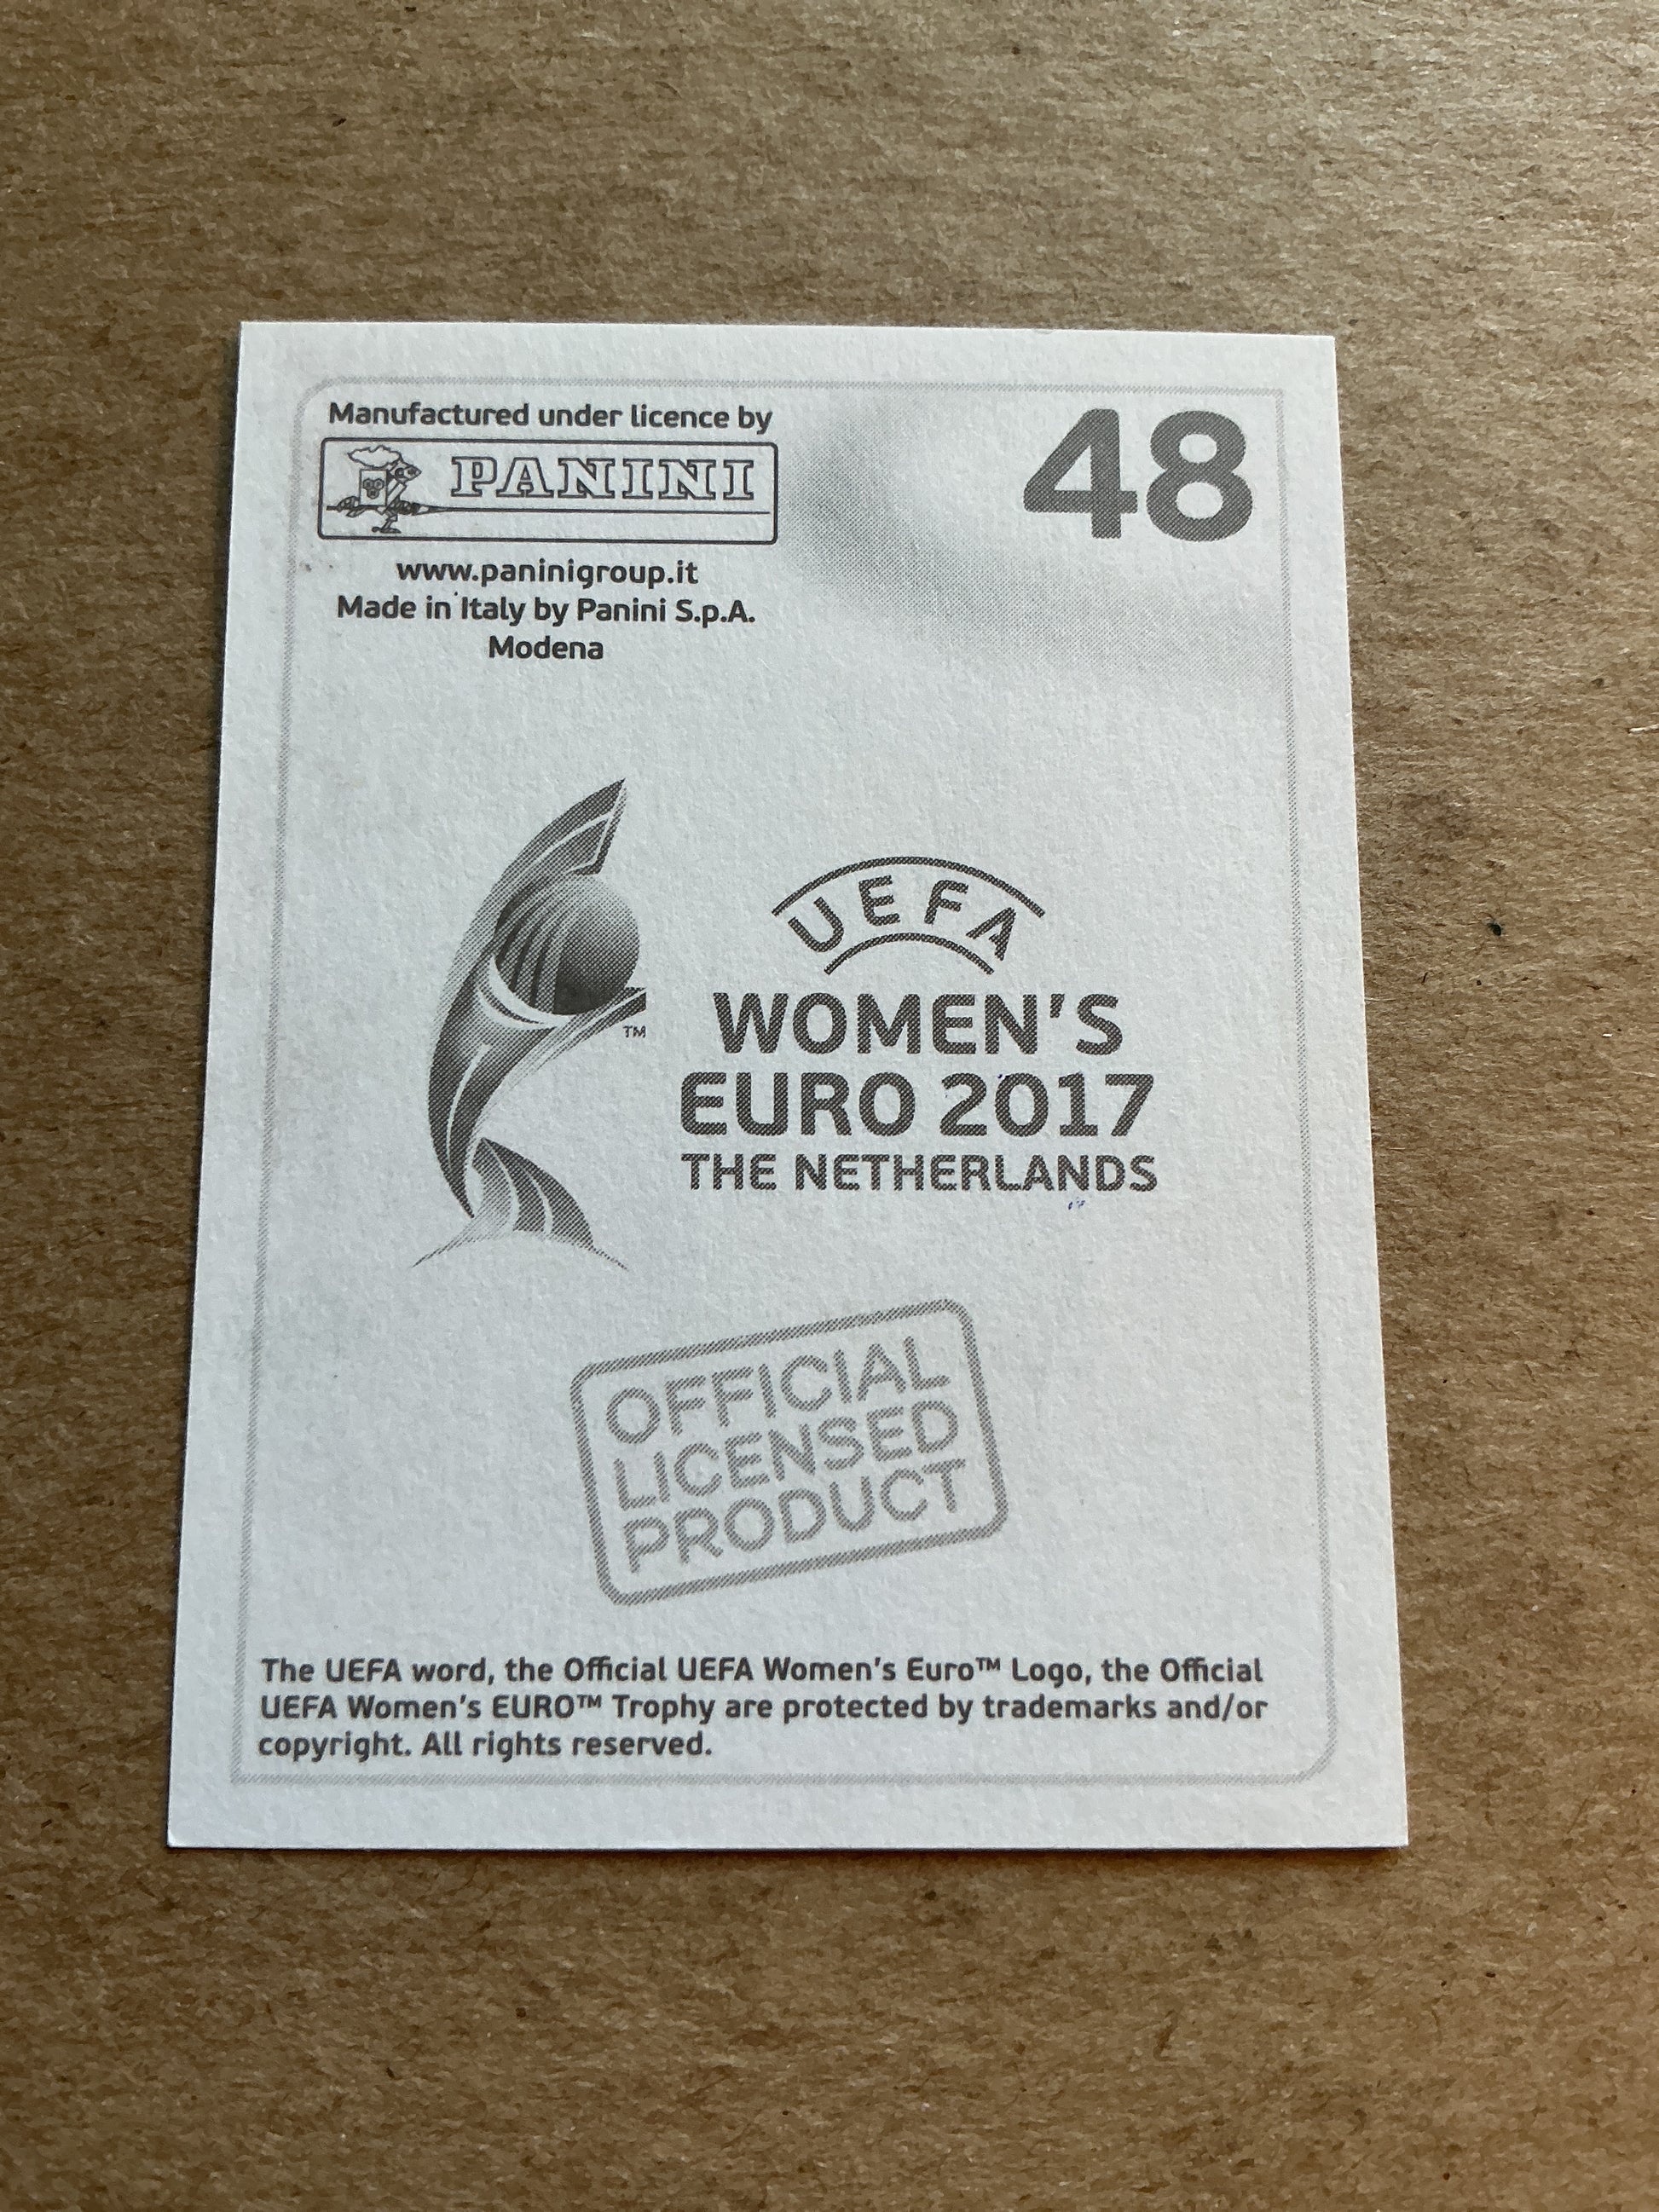 Manufactured under licence by
PANINI
48
www.paninigroup.it
Made in Italy by Panini S.p.A.
Modena
UEFA
WOMEN'S
EURO 2017
THE NETHERLANDS
TM
OFFICIAL
LICENSED
PRODUCT
The UEFA word, the Official UEFA Women's Euro™ Logo, the Official
UEFA Women's EURO™ Trophy are protected by trademarks and/or
copyright. All rights reserved.